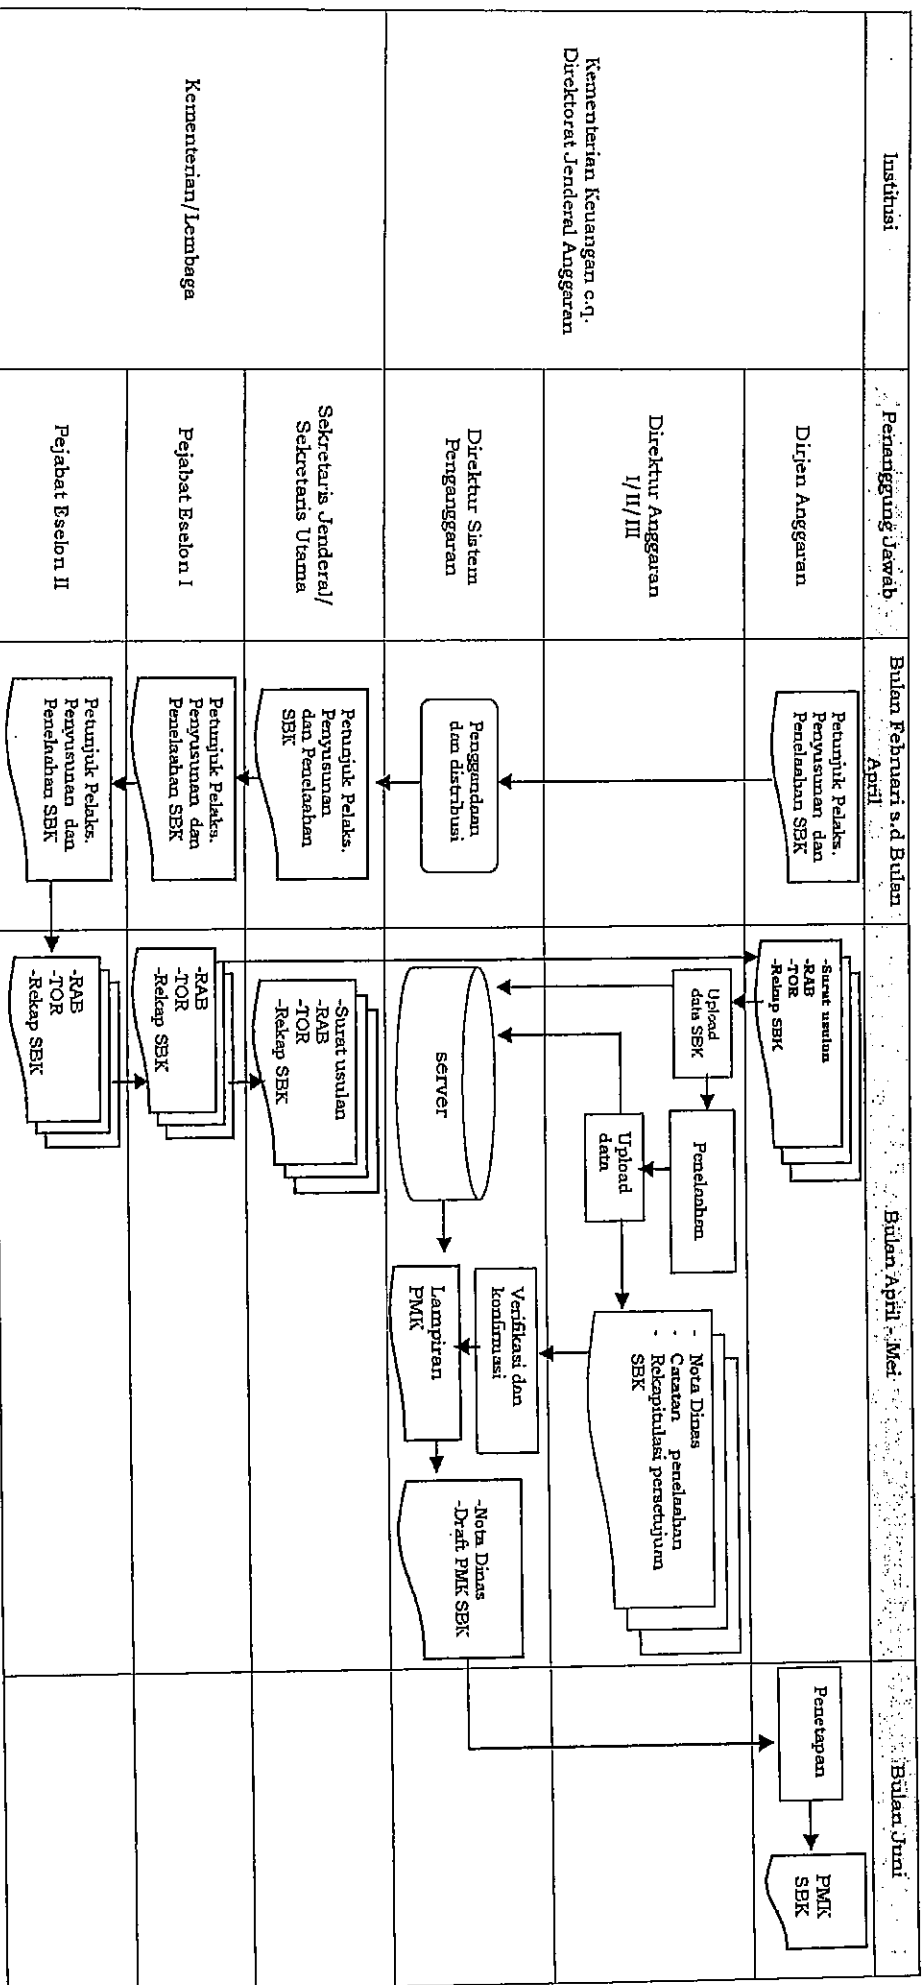 Institusi
Penanggung Jawab
Bulan Februari s.d Bulan
April
Bulan April - Mei
Bulan Juni
Kementerian Keuangan c.q.
Direktorat Jenderal Anggaran
Dirjen Anggaran
Petunjuk Pelaks.
Penyusunan dan
Penelaahan SBK
-Surat usulan
-RAB
-TOR
-Rekap SBK
Penetapan
PMK
SBK
Direktur Anggaran
I/II/III
Upload
data SBK
Penelaahan
Upload
data
- Nota Dinas
- Catatan penelaahan
Rekapitulasi persetujuan
SBK
Direktur Sistem
Penganggaran
Penggandaan
dan distribusi
server
Verifikasi dan
konfirmasi
Lampiran
PMK
-Nota Dinas
-Draft PMK SBK
Kementerian/Lembaga
Sekretaris Jenderal/
Sekretaris Utama
Petunjuk Pelaks.
Penyusunan
dan Penelaahan
SBK
-Surat usulan
-RAB
-TOR
-Rekap SBK
Pejabat Eselon I
Petunjuk Pelaks.
Penyusunan dan
Penelaahan SBK
-RAB
-TOR
-Rekap SBK
Pejabat Eselon II
Petunjuk Pelaks.
Penyusunan dan
Penelaahan SBK
-RAB
-TOR
-Rekap SBK